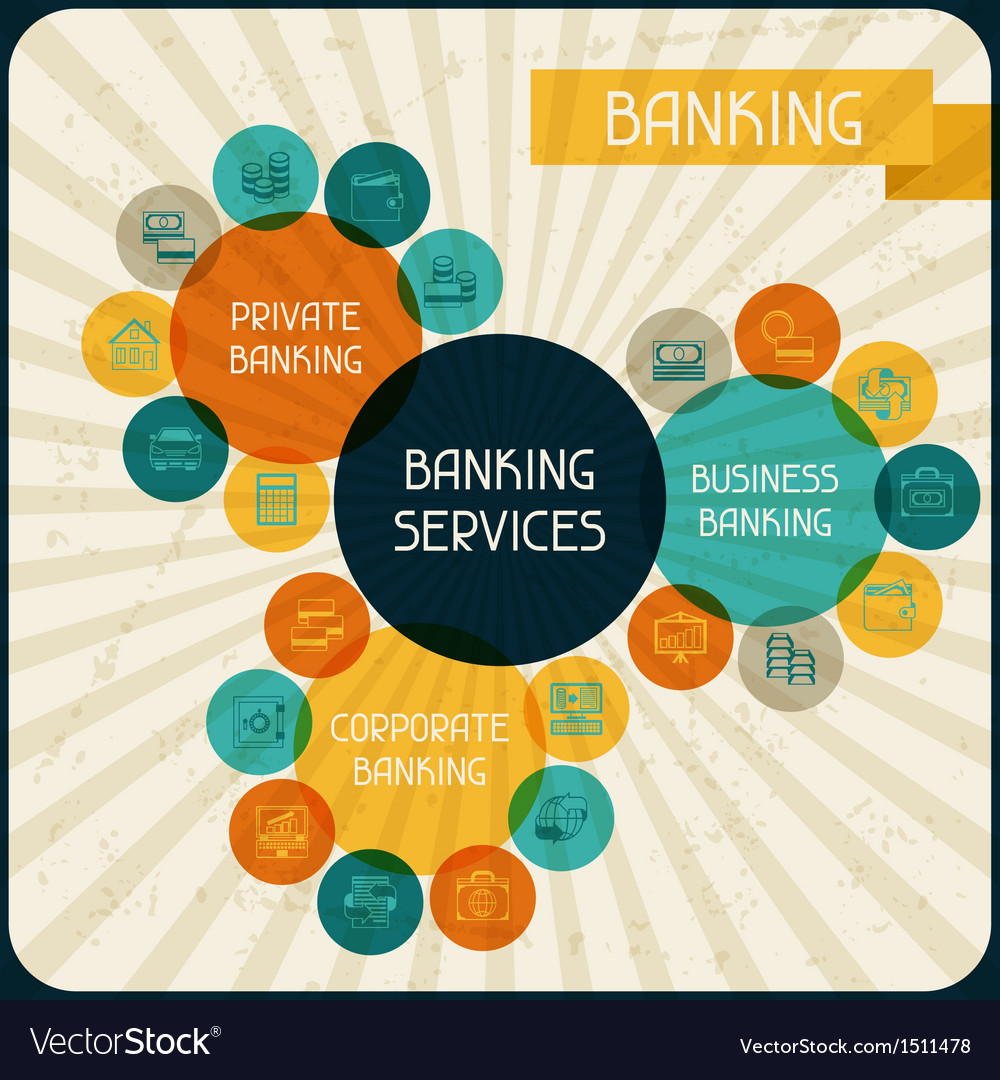 BANKING
PRIVATE
BANKING
BANKING
SERVICES
BUSINESS
BANKING
CORPORATE
BANKING
VectorStock®
VectorStock.com/1511478